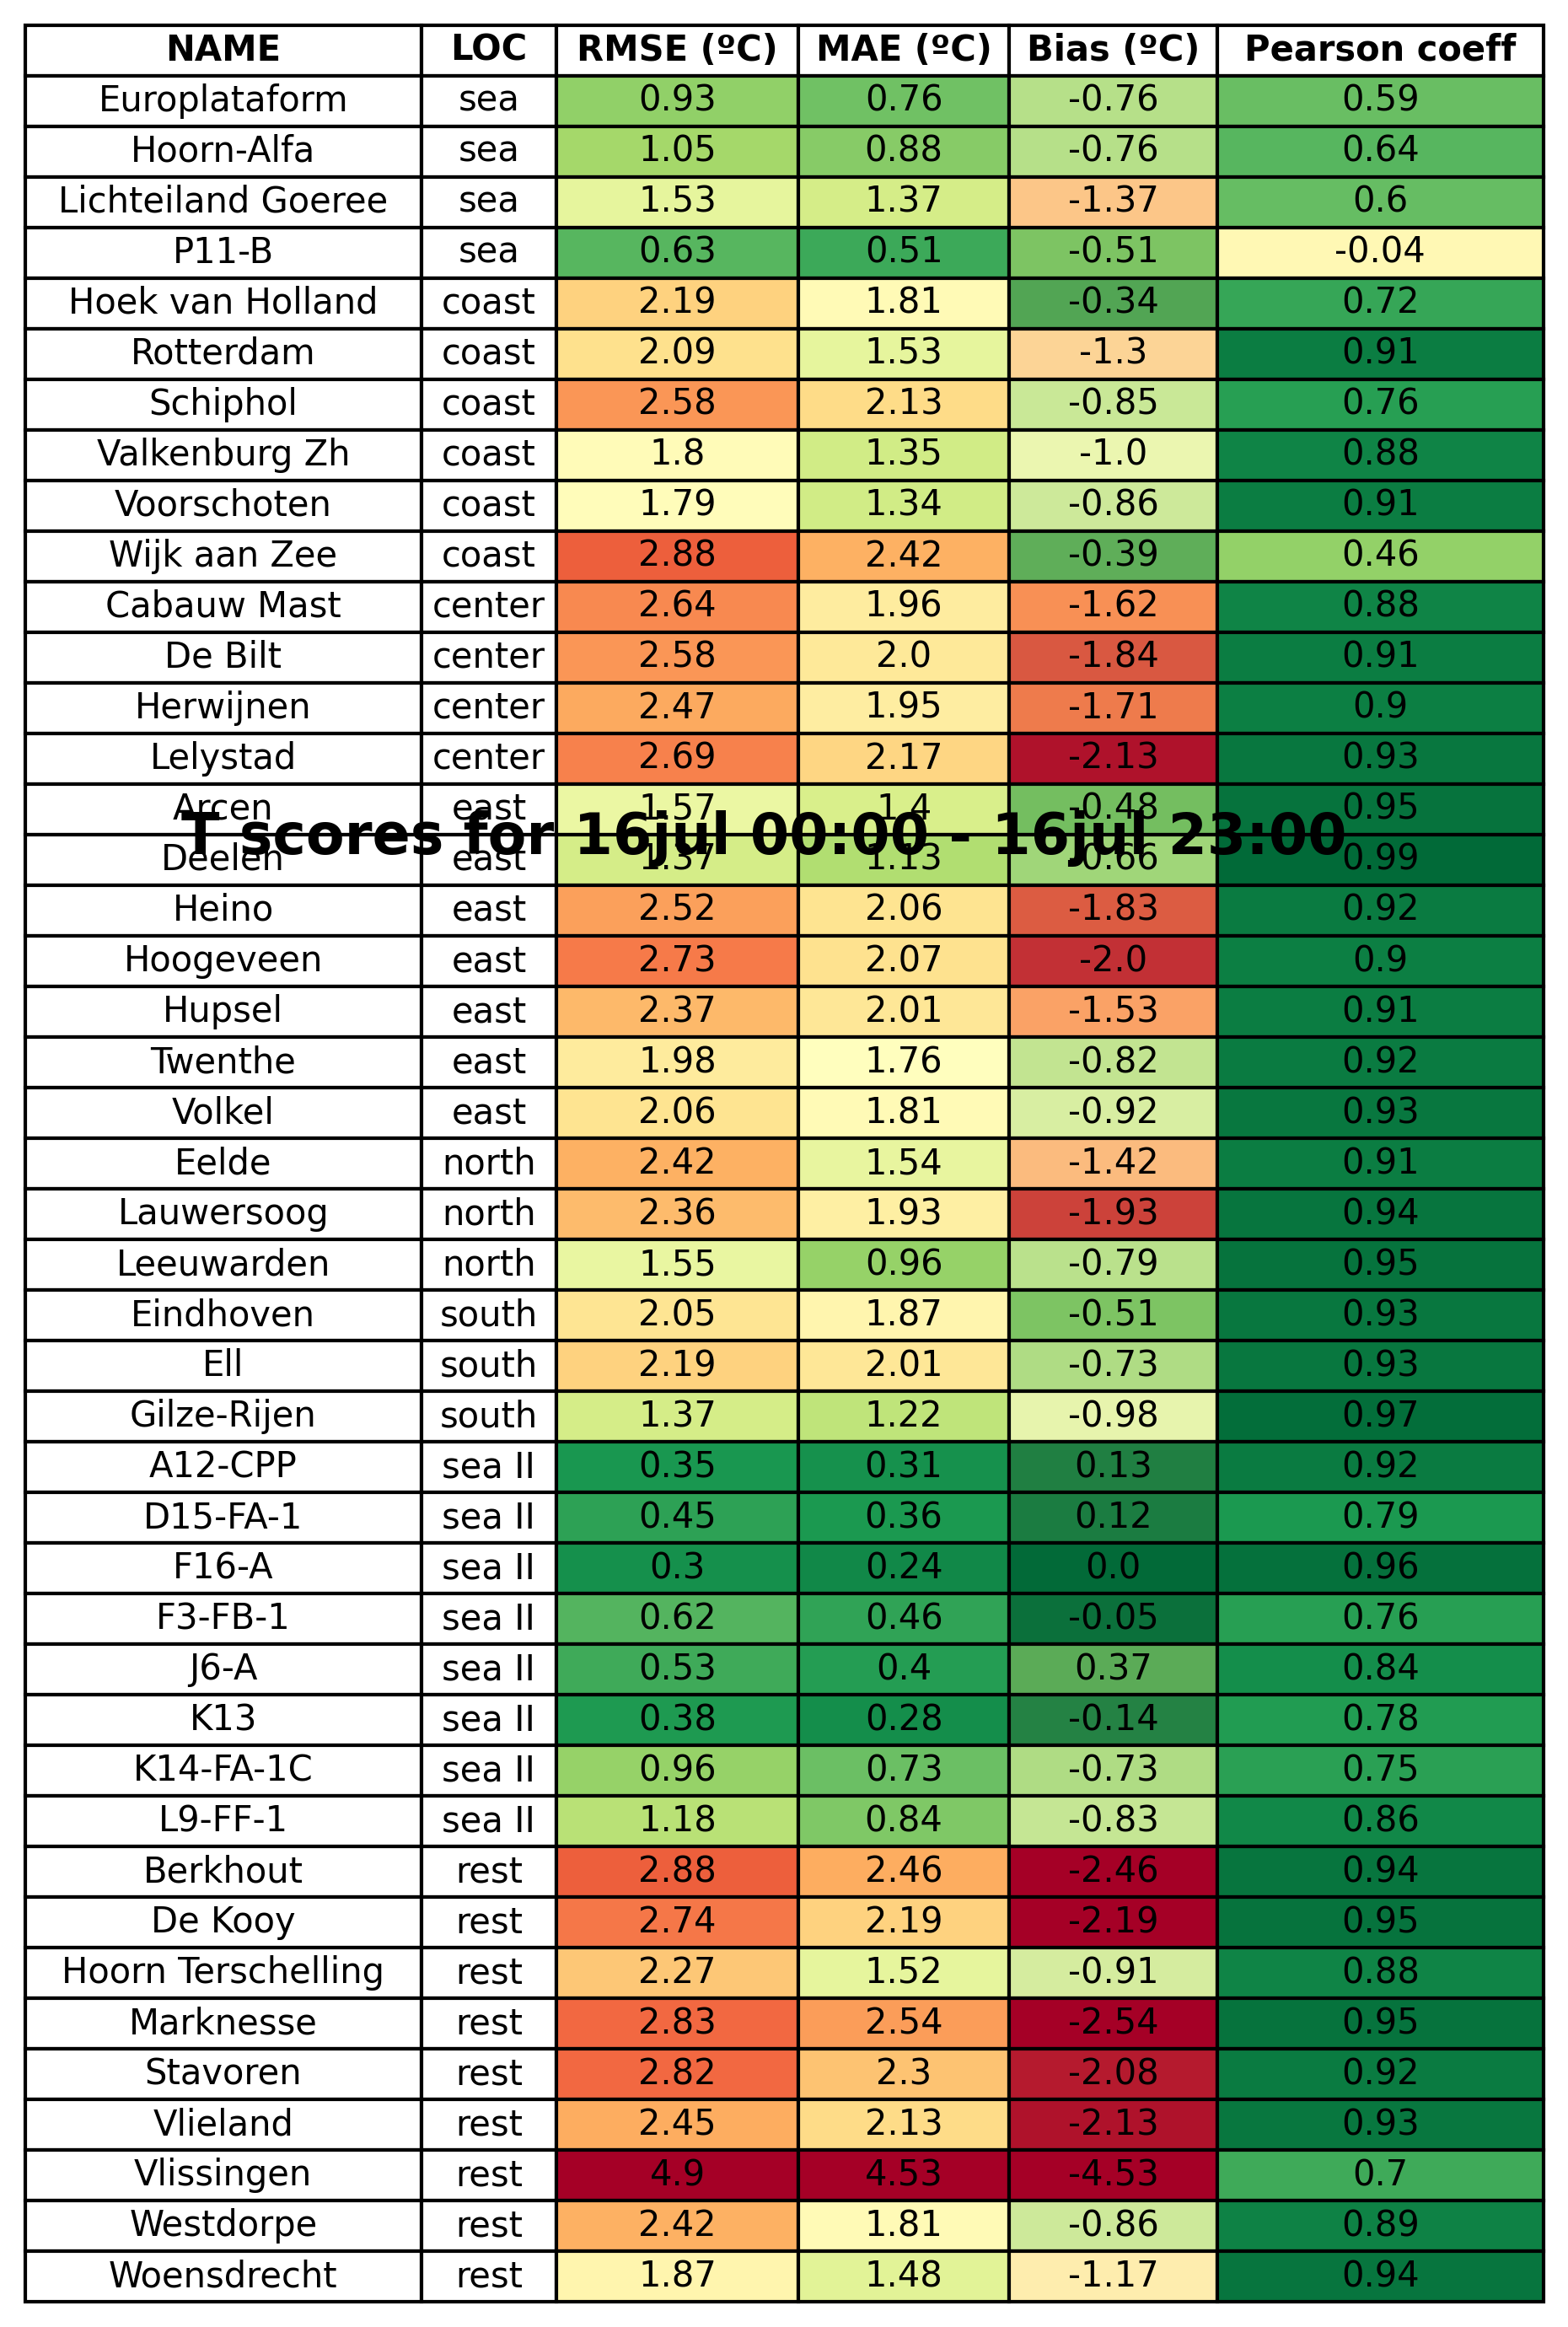 NAME LOC RMSE (ºC) MAE (ºC) Bias (ºC) Pearson coeff
Europlataform sea 0.93 0.76 -0.76 0.59
Hoorn-Alfa sea 1.05 0.88 -0.76 0.64
Lichteiland Goeree sea 1.53 1.37 -1.37 0.6
P11-B sea 0.63 0.51 -0.51 -0.04
Hoek van Holland coast 2.19 1.81 -0.34 0.72
Rotterdam coast 2.09 1.53 -1.3 0.91
Schiphol coast 2.58 2.13 -0.85 0.76
Valkenburg Zh coast 1.8 1.35 -1.0 0.88
Voorschoten coast 1.79 1.34 -0.86 0.91
Wijk aan Zee coast 2.88 2.42 -0.39 0.46
Cabauw Mast center 2.64 1.96 -1.62 0.88
De Bilt center 2.58 2.0 -1.84 0.91
Herwijnen center 2.47 1.95 -1.71 0.9
Lelystad center 2.69 2.17 -2.13 0.93
Arcen east 1.57 1.4 -0.48 0.95
T scores for 16jul 00:00 - 16jul 23:00
Deelen east 1.37 1.13 -0.66 0.99
Heino east 2.52 2.06 -1.83 0.92
Hoogeveen east 2.73 2.07 -2.0 0.9
Hupsel east 2.37 2.01 -1.53 0.91
Twenthe east 1.98 1.76 -0.82 0.92
Volkel east 2.06 1.81 -0.92 0.93
Eelde north 2.42 1.54 -1.42 0.91
Lauwersoog north 2.36 1.93 -1.93 0.94
Leeuwarden north 1.55 0.96 -0.79 0.95
Eindhoven south 2.05 1.87 -0.51 0.93
Ell south 2.19 2.01 -0.73 0.93
Gilze-Rijen south 1.37 1.22 -0.98 0.97
A12-CPP sea II 0.35 0.31 0.13 0.92
D15-FA-1 sea II 0.45 0.36 0.12 0.79
F16-A sea II 0.3 0.24 0.0 0.96
F3-FB-1 sea II 0.62 0.46 -0.05 0.76
J6-A sea II 0.53 0.4 0.37 0.84
K13 sea II 0.38 0.28 -0.14 0.78
K14-FA-1C sea II 0.96 0.73 -0.73 0.75
L9-FF-1 sea II 1.18 0.84 -0.83 0.86
Berkhout rest 2.88 2.46 -2.46 0.94
De Kooy rest 2.74 2.19 -2.19 0.95
Hoorn Terschelling rest 2.27 1.52 -0.91 0.88
Marknesse rest 2.83 2.54 -2.54 0.95
Stavoren rest 2.82 2.3 -2.08 0.92
Vlieland rest 2.45 2.13 -2.13 0.93
Vlissingen rest 4.9 4.53 -4.53 0.7
Westdorpe rest 2.42 1.81 -0.86 0.89
Woensdrecht rest 1.87 1.48 -1.17 0.94